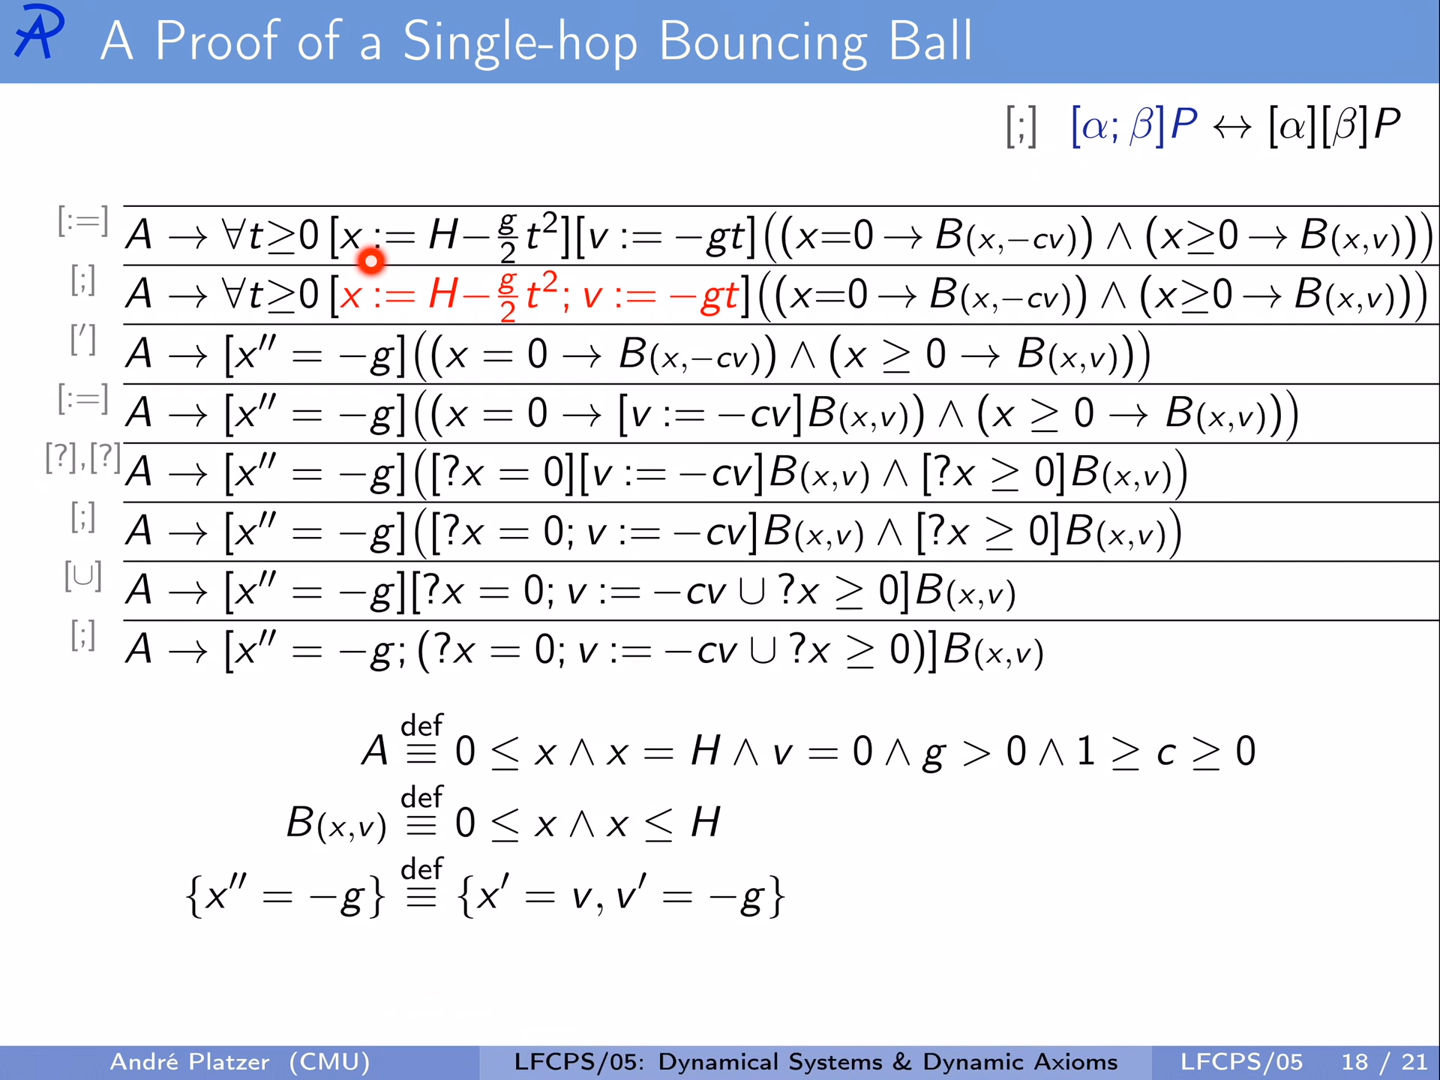 A Proof of a Single-hop Bouncing Ball
[;] [α; β]P ↔ [α][β]P
[:=] A → ∀t≥0 [x := H−g/2 t²][v := −gt]((x=0 → B(x,−cv)) ∧ (x≥0 → B(x,v)))
[;] A → ∀t≥0 [x := H−g/2 t²; v := −gt]((x=0 → B(x,−cv)) ∧ (x≥0 → B(x,v)))
['] A → [x″ = −g]((x = 0 → B(x,−cv)) ∧ (x ≥ 0 → B(x,v)))
[:=] A → [x″ = −g]((x = 0 → [v := −cv]B(x,v)) ∧ (x ≥ 0 → B(x,v)))
[?],[?] A → [x″ = −g]([?x = 0][v := −cv]B(x,v) ∧ [?x ≥ 0]B(x,v))
[;] A → [x″ = −g]([?x = 0; v := −cv]B(x,v) ∧ [?x ≥ 0]B(x,v))
[∪] A → [x″ = −g][?x = 0; v := −cv ∪ ?x ≥ 0]B(x,v)
[;] A → [x″ = −g; (?x = 0; v := −cv ∪ ?x ≥ 0)]B(x,v)
A def≡ 0 ≤ x ∧ x = H ∧ v = 0 ∧ g > 0 ∧ 1 ≥ c ≥ 0
B(x,v) def≡ 0 ≤ x ∧ x ≤ H
{x″ = −g} def≡ {x′ = v, v′ = −g}
André Platzer (CMU) LFCPS/05: Dynamical Systems & Dynamic Axioms LFCPS/05 18 / 21